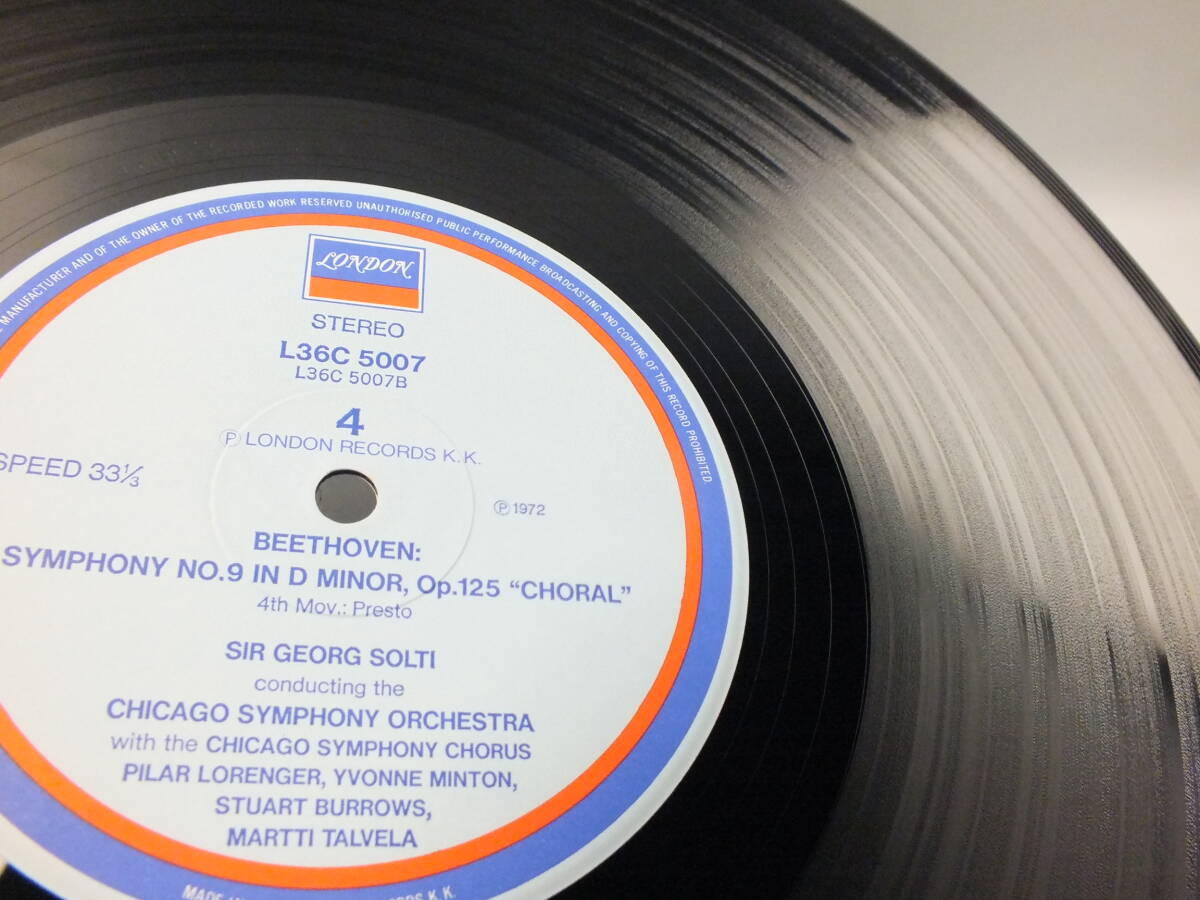 MANUFACTURER AND OF THE OWNER OF THE RECORDED WORK RESERVED UNAUTHORISED PUBLIC PERFORMANCE BROADCASTING AND COPYING OF THIS RECORD PROHIBITED.
LONDON
STEREO
L36C 5007
L36C 5007B
4
Ⓟ LONDON RECORDS K.K.
SPEED 33⅓
Ⓟ 1972
BEETHOVEN:
SYMPHONY NO.9 IN D MINOR, Op.125 “CHORAL”
4th Mov.: Presto
SIR GEORG SOLTI
conducting the
CHICAGO SYMPHONY ORCHESTRA
with the CHICAGO SYMPHONY CHORUS
PILAR LORENGER, YVONNE MINTON,
STUART BURROWS,
MARTTI TALVELA
MADE K.K.